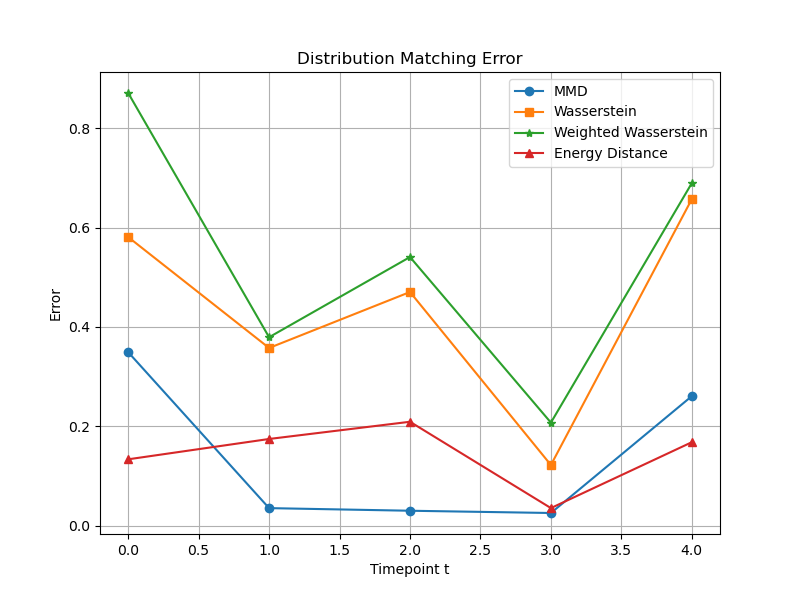 Distribution Matching Error
MMD
Wasserstein
Weighted Wasserstein
Energy Distance
Error
0.8
0.6
0.4
0.2
0.0
0.0 0.5 1.0 1.5 2.0 2.5 3.0 3.5 4.0
Timepoint t